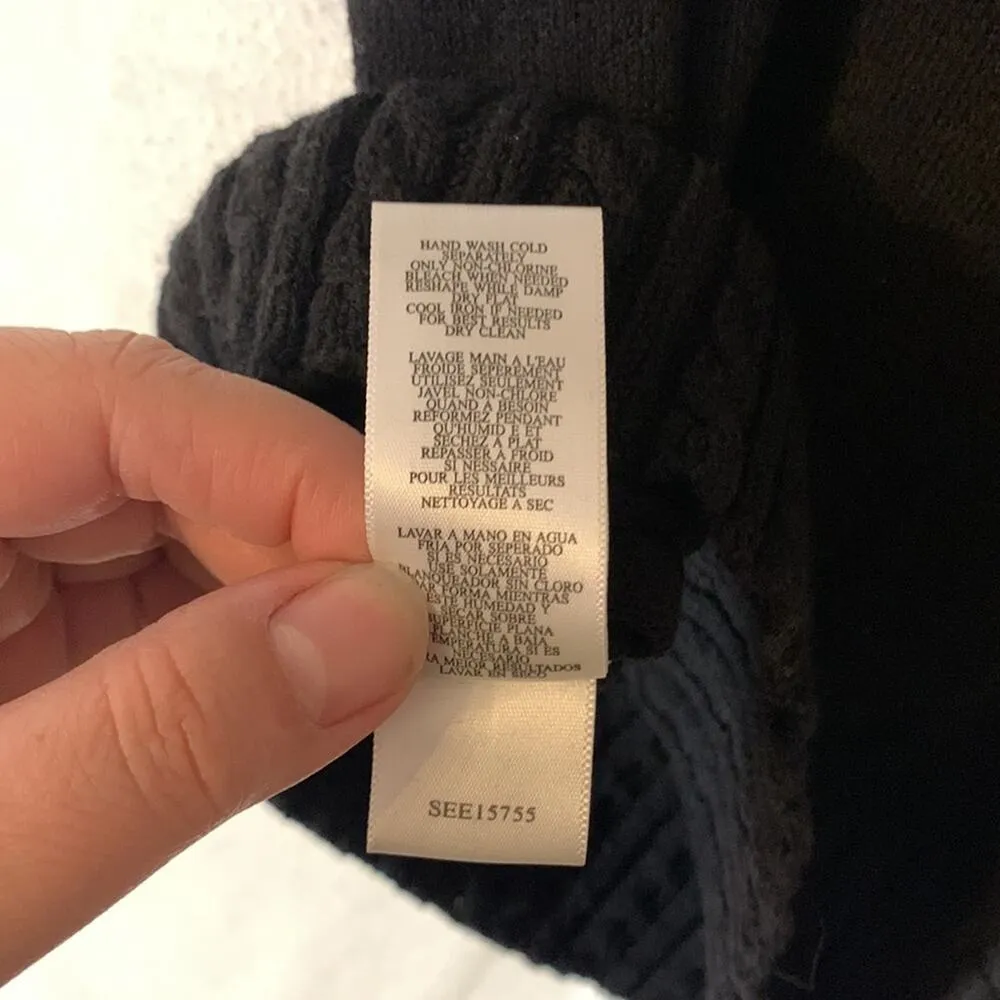 HAND WASH COLD
SEPARATELY
ONLY NON-CHLORINE
BLEACH WHEN NEEDED
RESHAPE WHILE DAMP
DRY FLAT
COOL IRON IF NEEDED
FOR BEST RESULTS
DRY CLEAN
LAVAGE MAIN A L'EAU
FROIDE SEPEREMENT
UTILISEZ SEULEMENT
JAVEL NON-CHLORE
QUAND A BESOIN
REFORMEZ PENDANT
QU'HUMID E ET
SECHEZ A PLAT
REPASSER A FROID
SI NESSAIRE
POUR LES MEILLEURS
RESULTATS
NETTOYAGE A SEC
LAVAR A MANO EN AGUA
FRIA POR SEPERADO
SI ES NECESARIO
USE SOLAMENTE
BLANQUEADOR SIN CLORO
FORMA MIENTRAS
ESTE HUMEDAD Y
SECAR SOBRE
SUPERFICIE PLANA
PLANCHE A BAJA
TEMPERATURA SI ES
NECESARIO
RA MEJOR RESULTADOS
LAVAR EN SECO
SEE15755